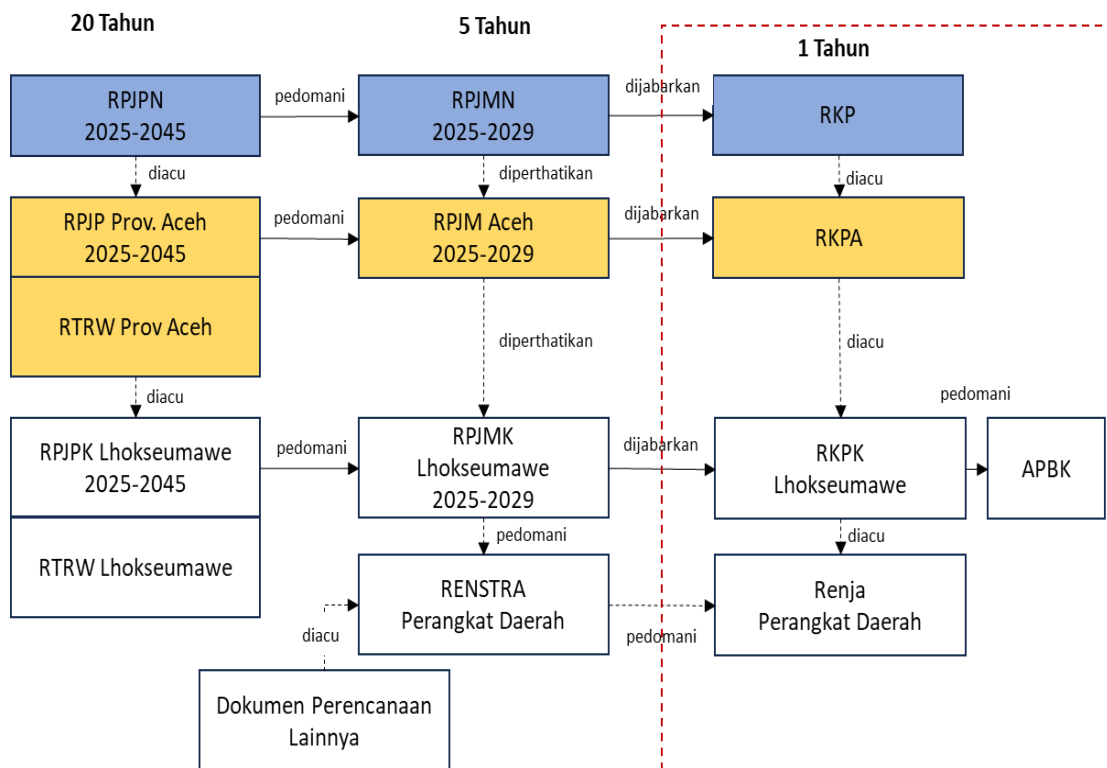 20 Tahun
5 Tahun
1 Tahun
RPJPN
2025-2045
pedomani
RPJMN
2025-2029
dijabarkan
RKP
diacu
diperthatikan
diacu
RPJP Prov. Aceh
2025-2045
pedomani
RPJM Aceh
2025-2029
dijabarkan
RKPA
RTRW Prov Aceh
diperthatikan
diacu
diacu
pedomani
RPJPK Lhokseumawe
2025-2045
pedomani
RPJMK
Lhokseumawe
2025-2029
dijabarkan
RKPK
Lhokseumawe
APBK
RTRW Lhokseumawe
pedomani
diacu
RENSTRA
Perangkat Daerah
pedomani
Renja
Perangkat Daerah
diacu
Dokumen Perencanaan
Lainnya